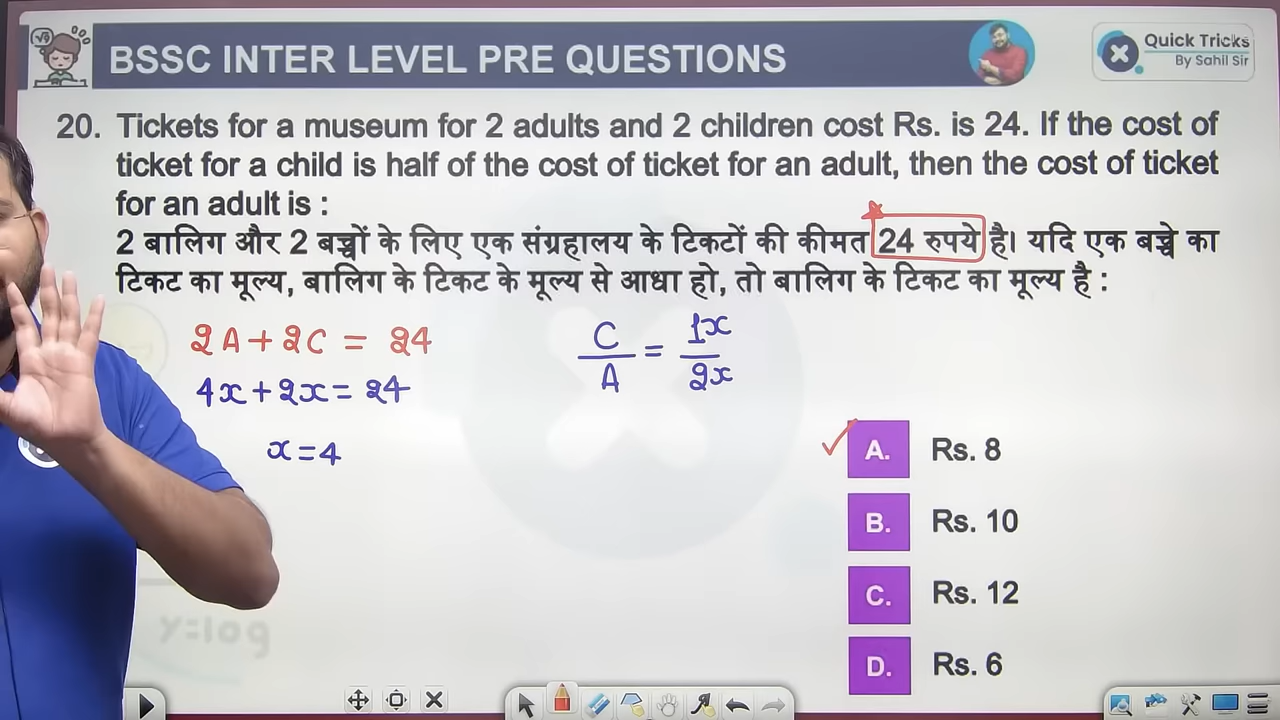 BSSC INTER LEVEL PRE QUESTIONS
Quick Tricks
By Sahil Sir
20. Tickets for a museum for 2 adults and 2 children cost Rs. is 24. If the cost of
ticket for a child is half of the cost of ticket for an adult, then the cost of ticket
for an adult is :
2 बालिग और 2 बच्चों के लिए एक संग्रहालय के टिकटों की कीमत 24 रुपये है। यदि एक बच्चे का
टिकट का मूल्य, बालिग के टिकट के मूल्य से आधा हो, तो बालिग के टिकट का मूल्य है :
2A + 2C = 24
4x + 2x = 24
x = 4
C/A = 1x/2x
A. Rs. 8
B. Rs. 10
C. Rs. 12
D. Rs. 6
y=log